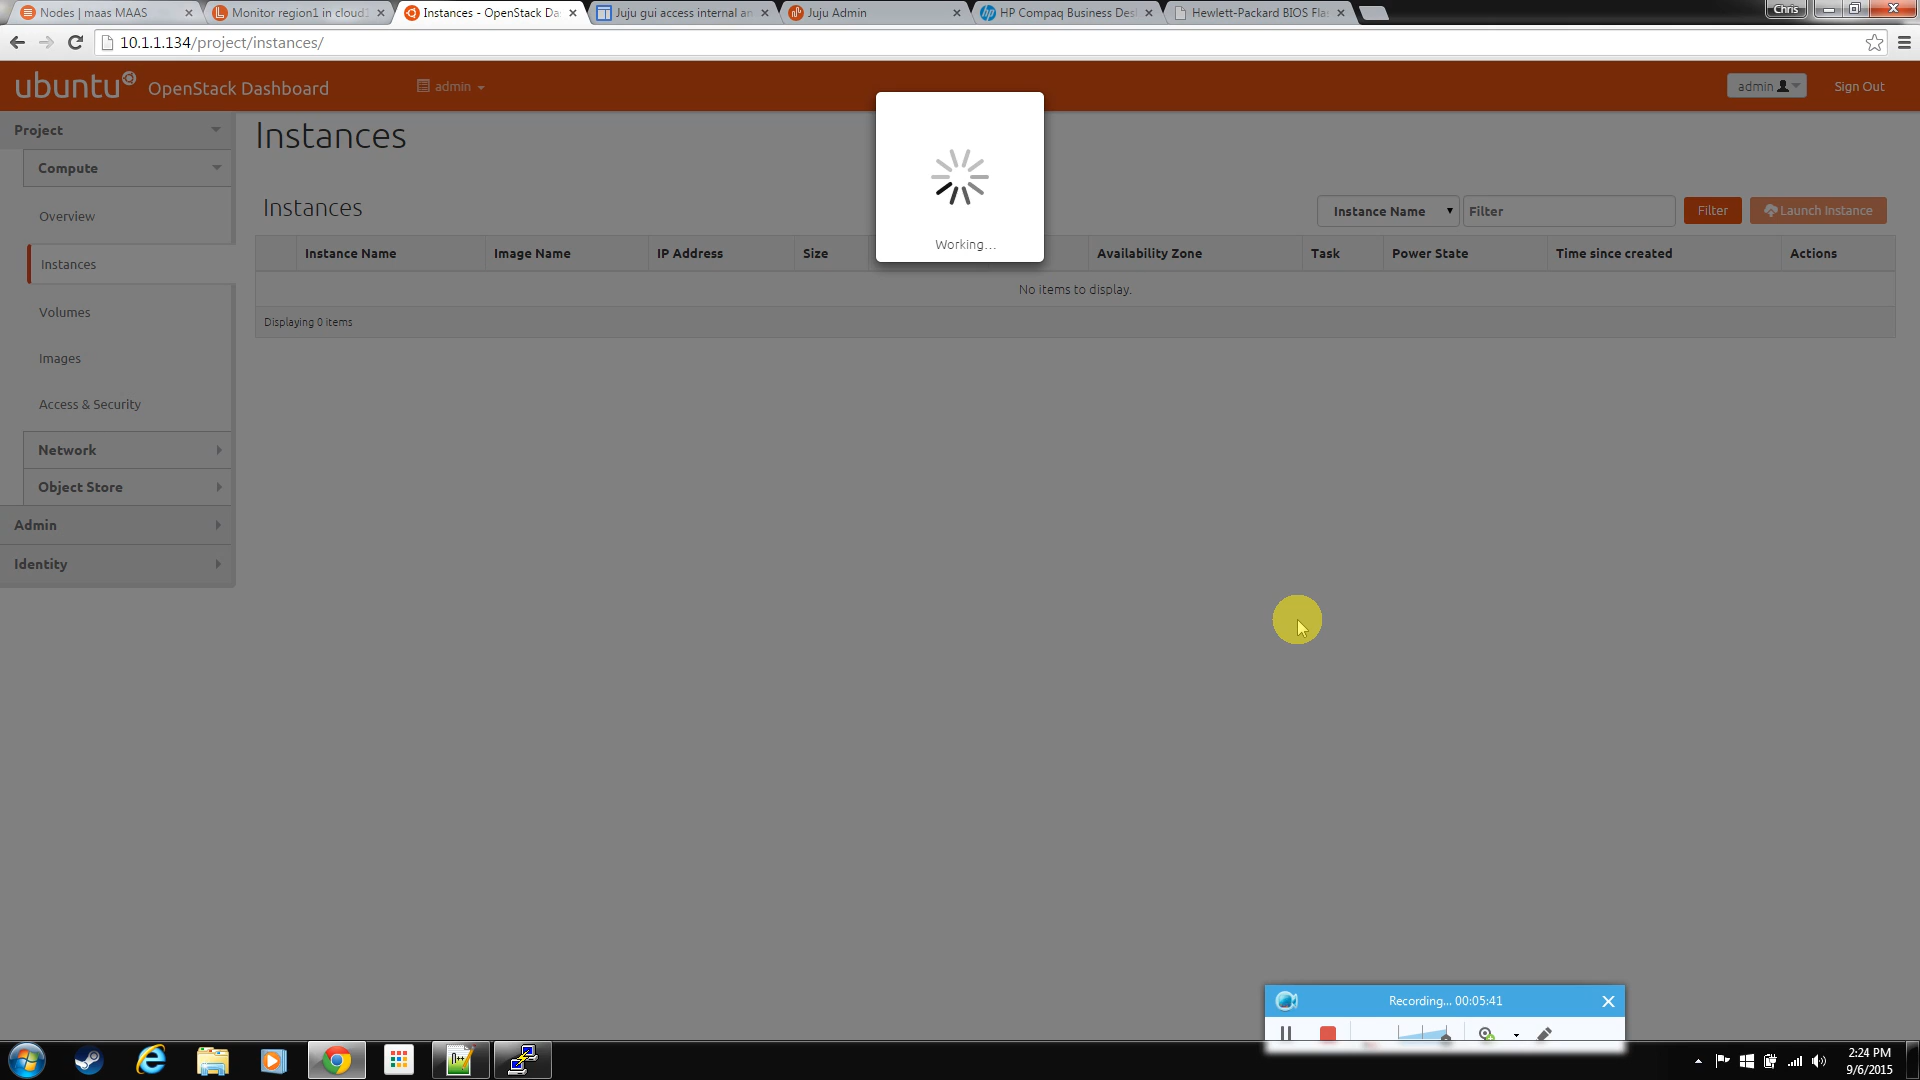 Nodes | maas MAAS
Monitor region1 in cloud1
Instances - OpenStack Da
Juju gui access internal an
Juju Admin
HP Compaq Business Desk
Hewlett-Packard BIOS Flas
Chris
10.1.1.134/project/instances/
ubuntu OpenStack Dashboard
admin
admin
Sign Out
Project
Compute
Overview
Instances
Volumes
Images
Access & Security
Network
Object Store
Admin
Identity
Instances
Instances
Instance Name
Filter
Filter
Launch Instance
Instance Name
Image Name
IP Address
Size
Availability Zone
Task
Power State
Time since created
Actions
No items to display.
Displaying 0 items
Working...
Recording... 00:05:41
2:24 PM
9/6/2015